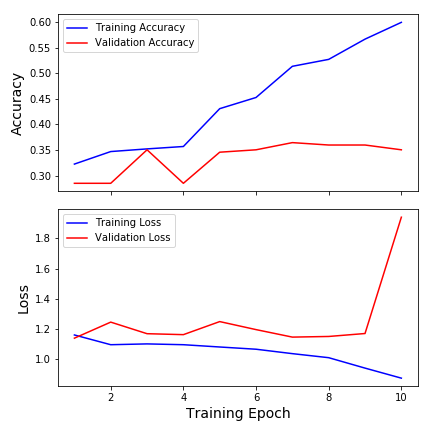 Training Accuracy
Validation Accuracy
Accuracy
0.60
0.55
0.50
0.45
0.40
0.35
0.30
Training Loss
Validation Loss
Loss
1.8
1.6
1.4
1.2
1.0
2 4 6 8 10
Training Epoch